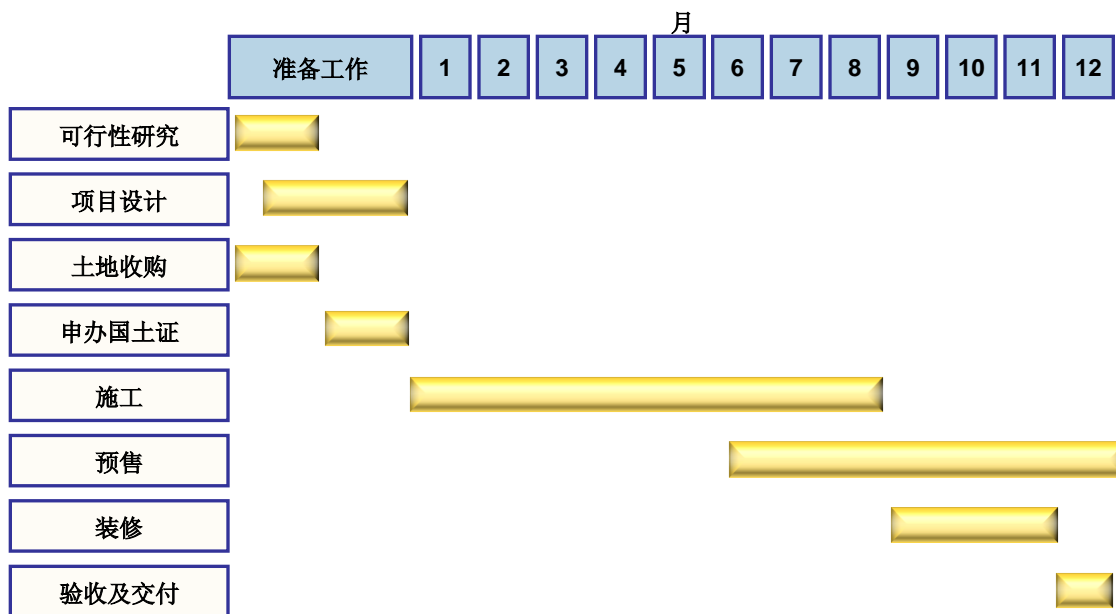 月
准备工作 1 2 3 4 5 6 7 8 9 10 11 12
可行性研究
项目设计
土地收购
申办国土证
施工
预售
装修
验收及交付